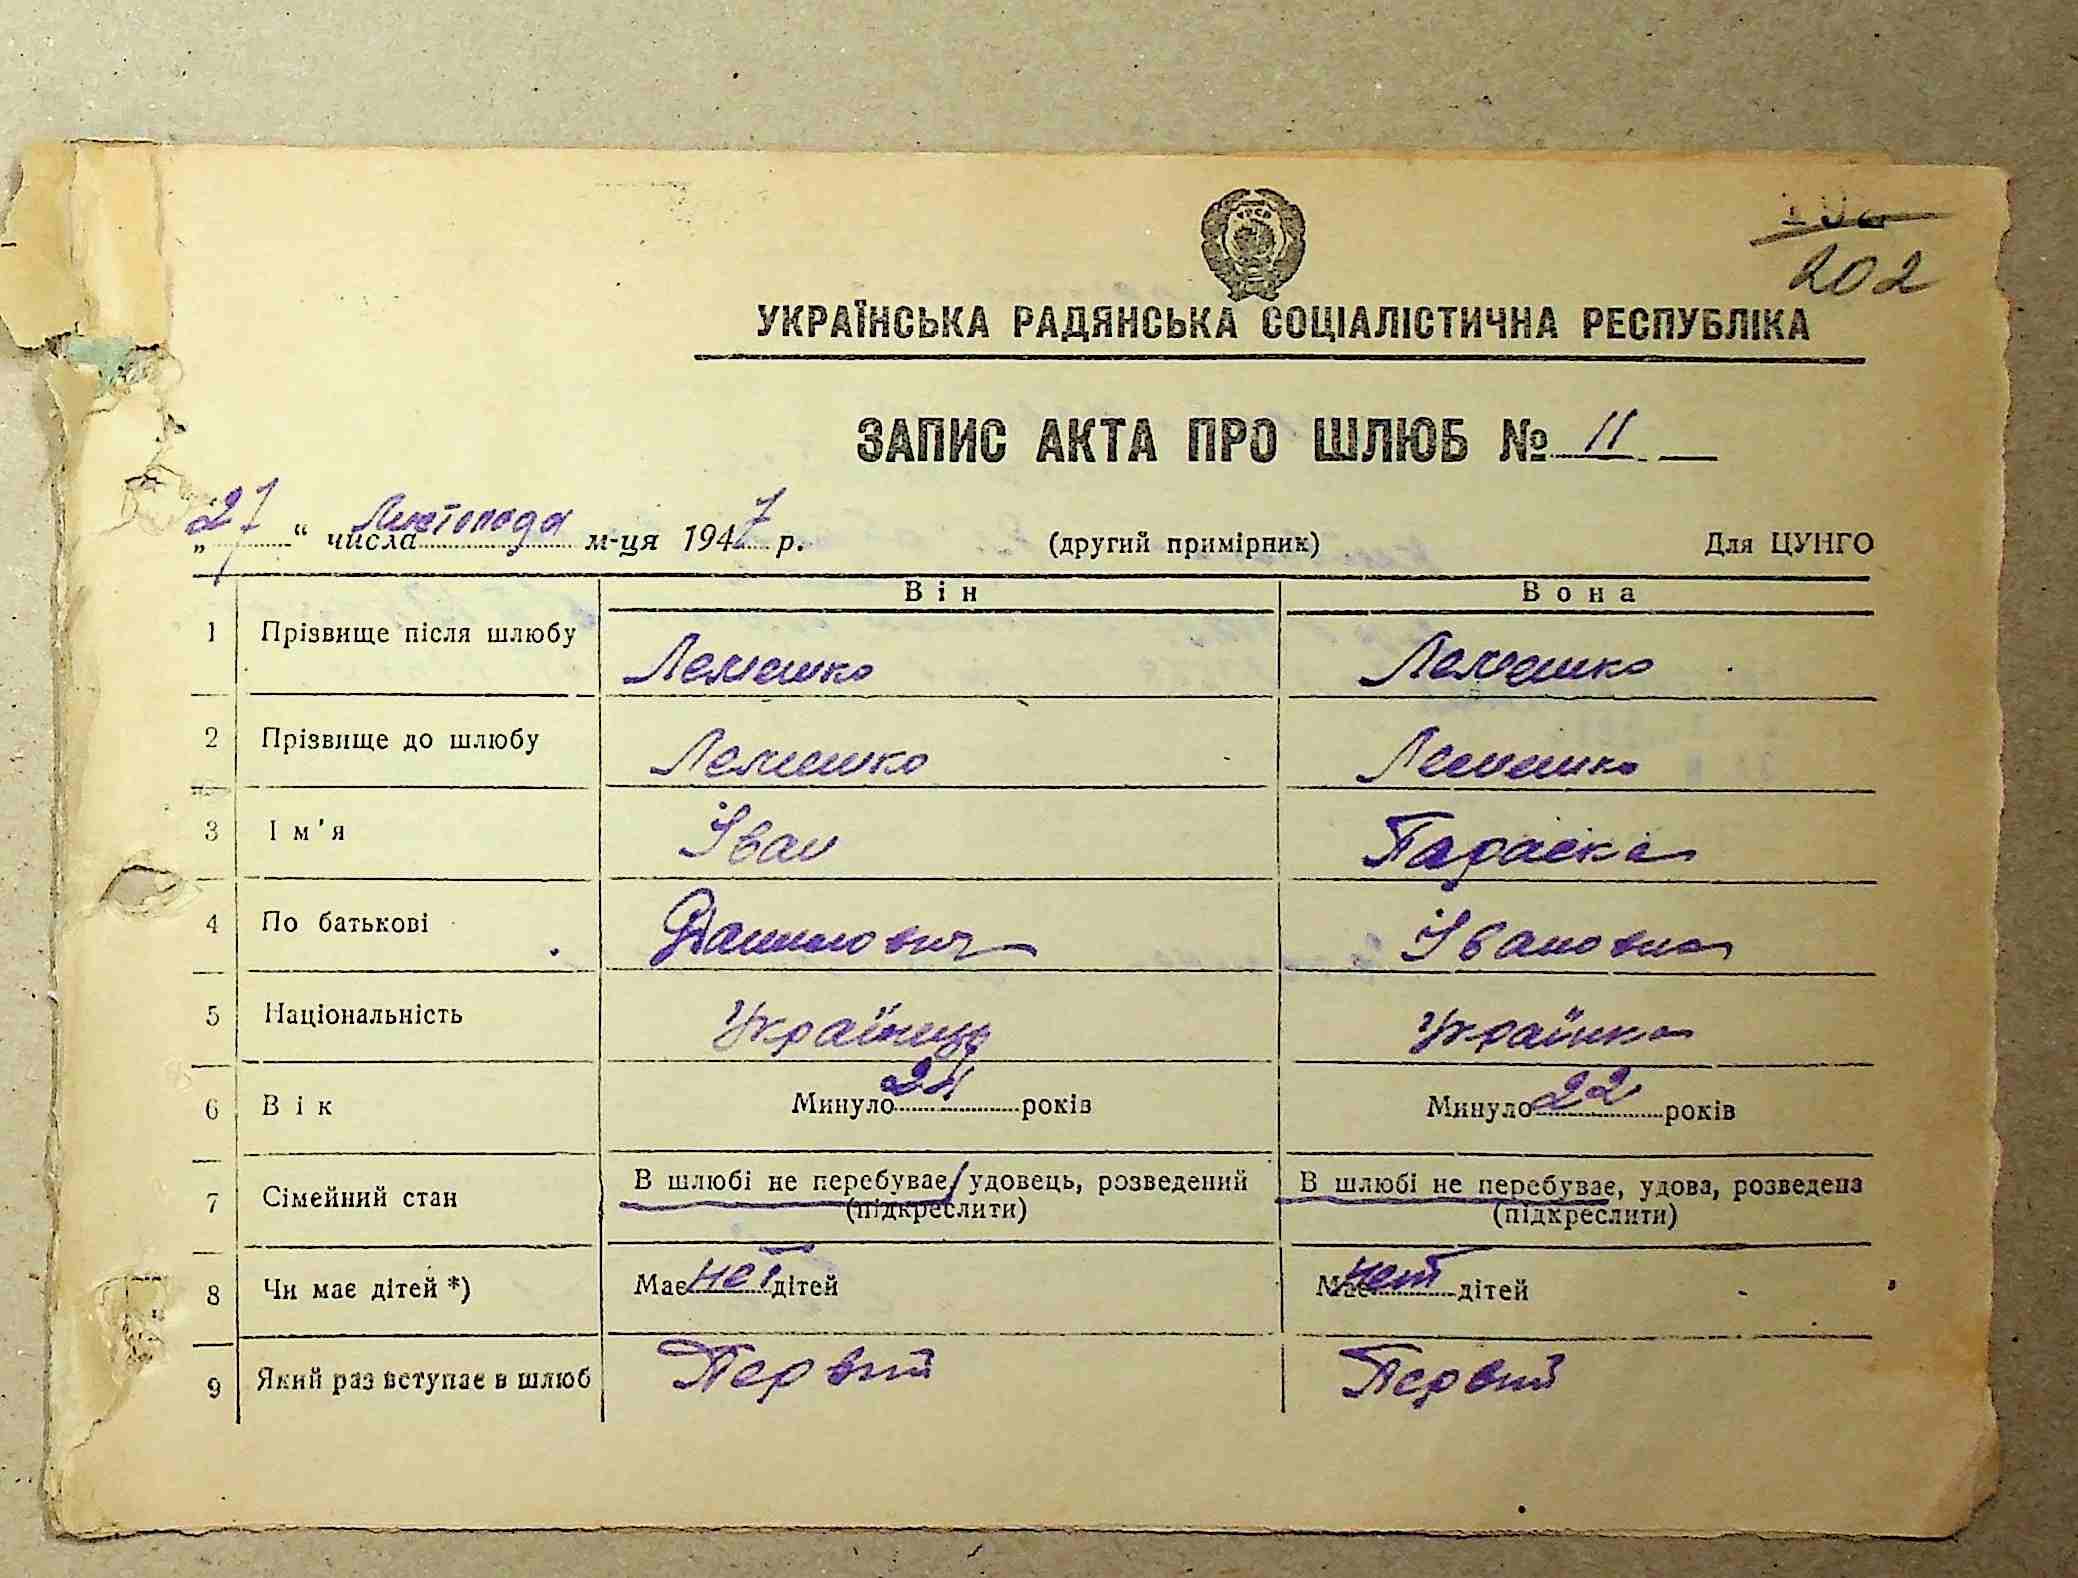 202
УКРАЇНСЬКА РАДЯНСЬКА СОЦІАЛІСТИЧНА РЕСПУБЛІКА
ЗАПИС АКТА ПРО ШЛЮБ № 11
„27“ числа Листопада м-ця 1947 р. (другий примірник) Для ЦУНГО
Він Вона
1 Прізвище після шлюбу Лемешко Лемешко
2 Прізвище до шлюбу Лемешко Лемешко
3 Ім'я Іван Параска
4 По батькові Данилович Івановна
5 Національність Українец Українка
6 Вік Минуло 24 років Минуло 22 років
7 Сімейний стан В шлюбі не перебуває, удовець, розведений В шлюбі не перебуває, удова, розведена
(підкреслити) (підкреслити)
8 Чи має дітей *) Має нет дітей Має нет дітей
9 Який раз вступає в шлюб Первий Первий